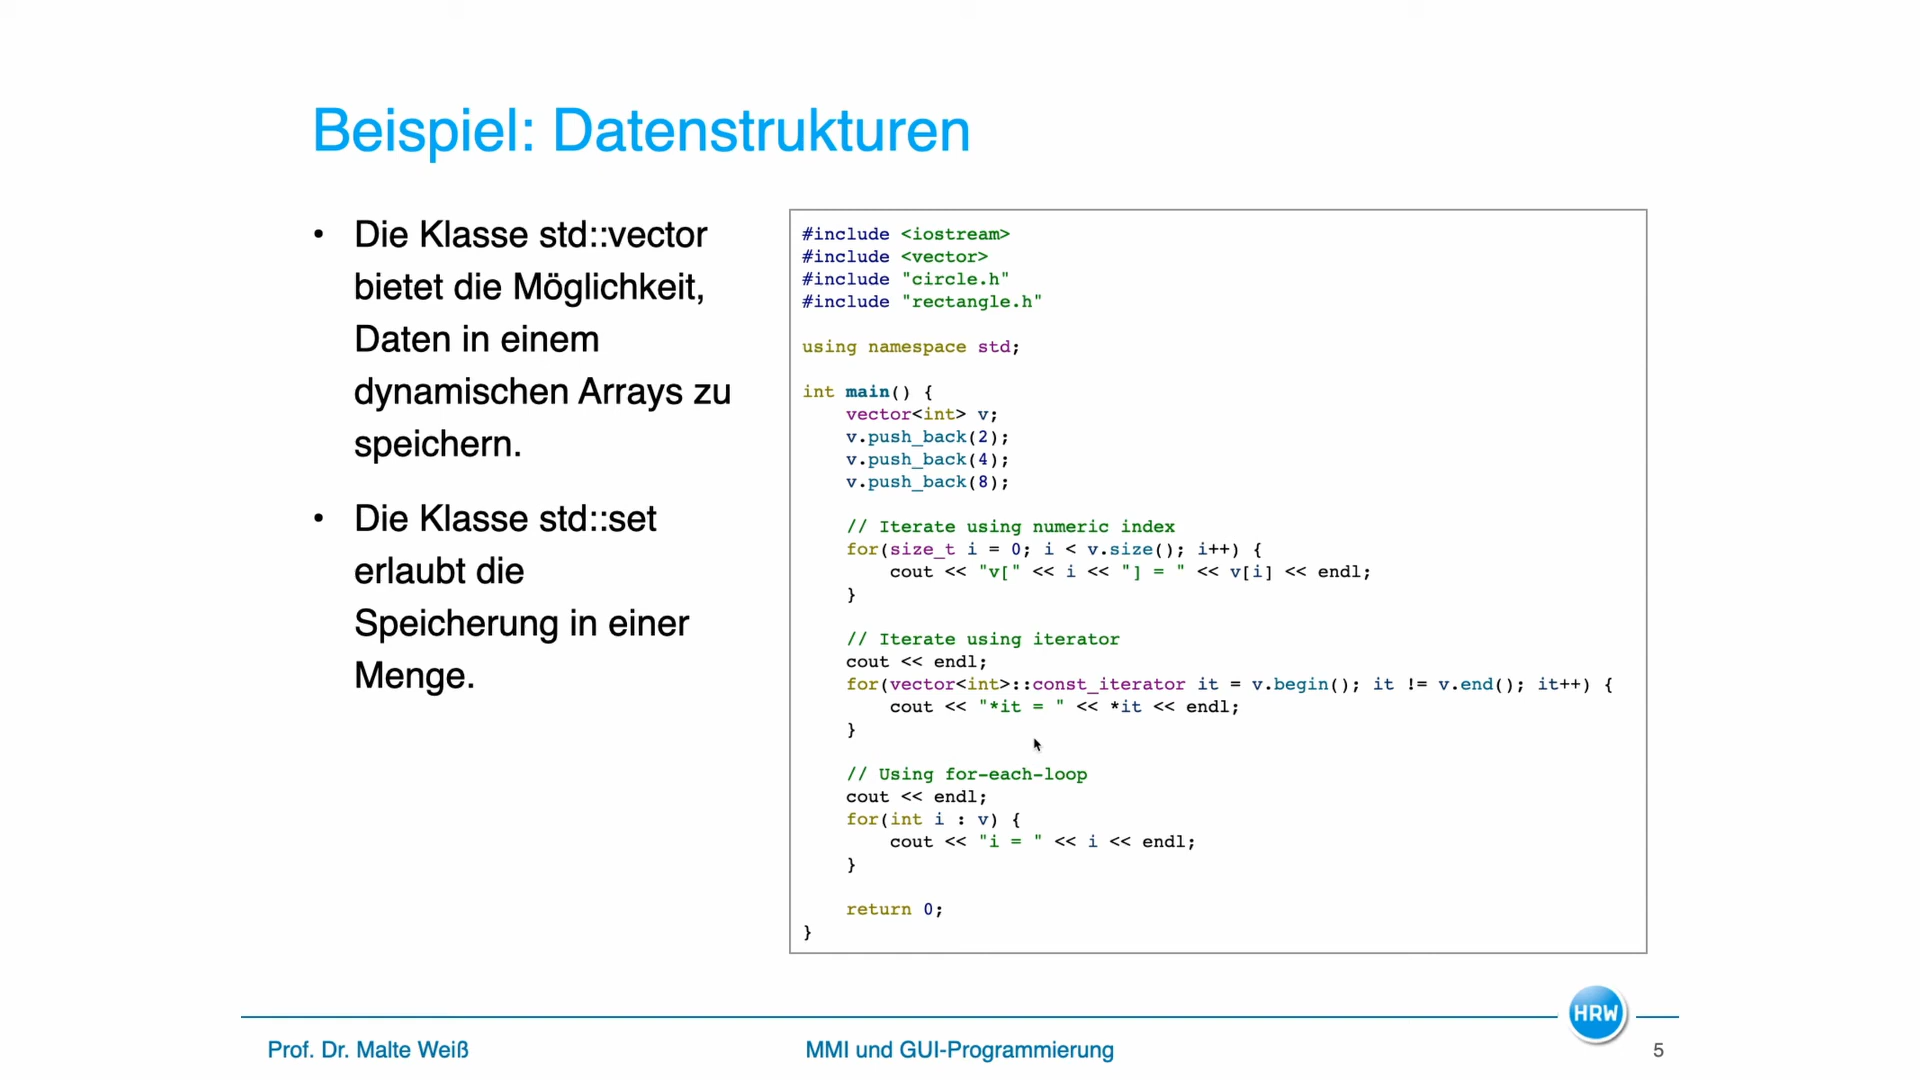 Beispiel: Datenstrukturen
• Die Klasse std::vector
bietet die Möglichkeit,
Daten in einem
dynamischen Arrays zu
speichern.
• Die Klasse std::set
erlaubt die
Speicherung in einer
Menge.
#include <iostream>
#include <vector>
#include "circle.h"
#include "rectangle.h"
using namespace std;
int main() {
    vector<int> v;
    v.push_back(2);
    v.push_back(4);
    v.push_back(8);
    // Iterate using numeric index
    for(size_t i = 0; i < v.size(); i++) {
        cout << "v[" << i << "] = " << v[i] << endl;
    }
    // Iterate using iterator
    cout << endl;
    for(vector<int>::const_iterator it = v.begin(); it != v.end(); it++) {
        cout << "*it = " << *it << endl;
    }
    // Using for-each-loop
    cout << endl;
    for(int i : v) {
        cout << "i = " << i << endl;
    }
    return 0;
}
HRW
Prof. Dr. Malte Weiß
MMI und GUI-Programmierung
5